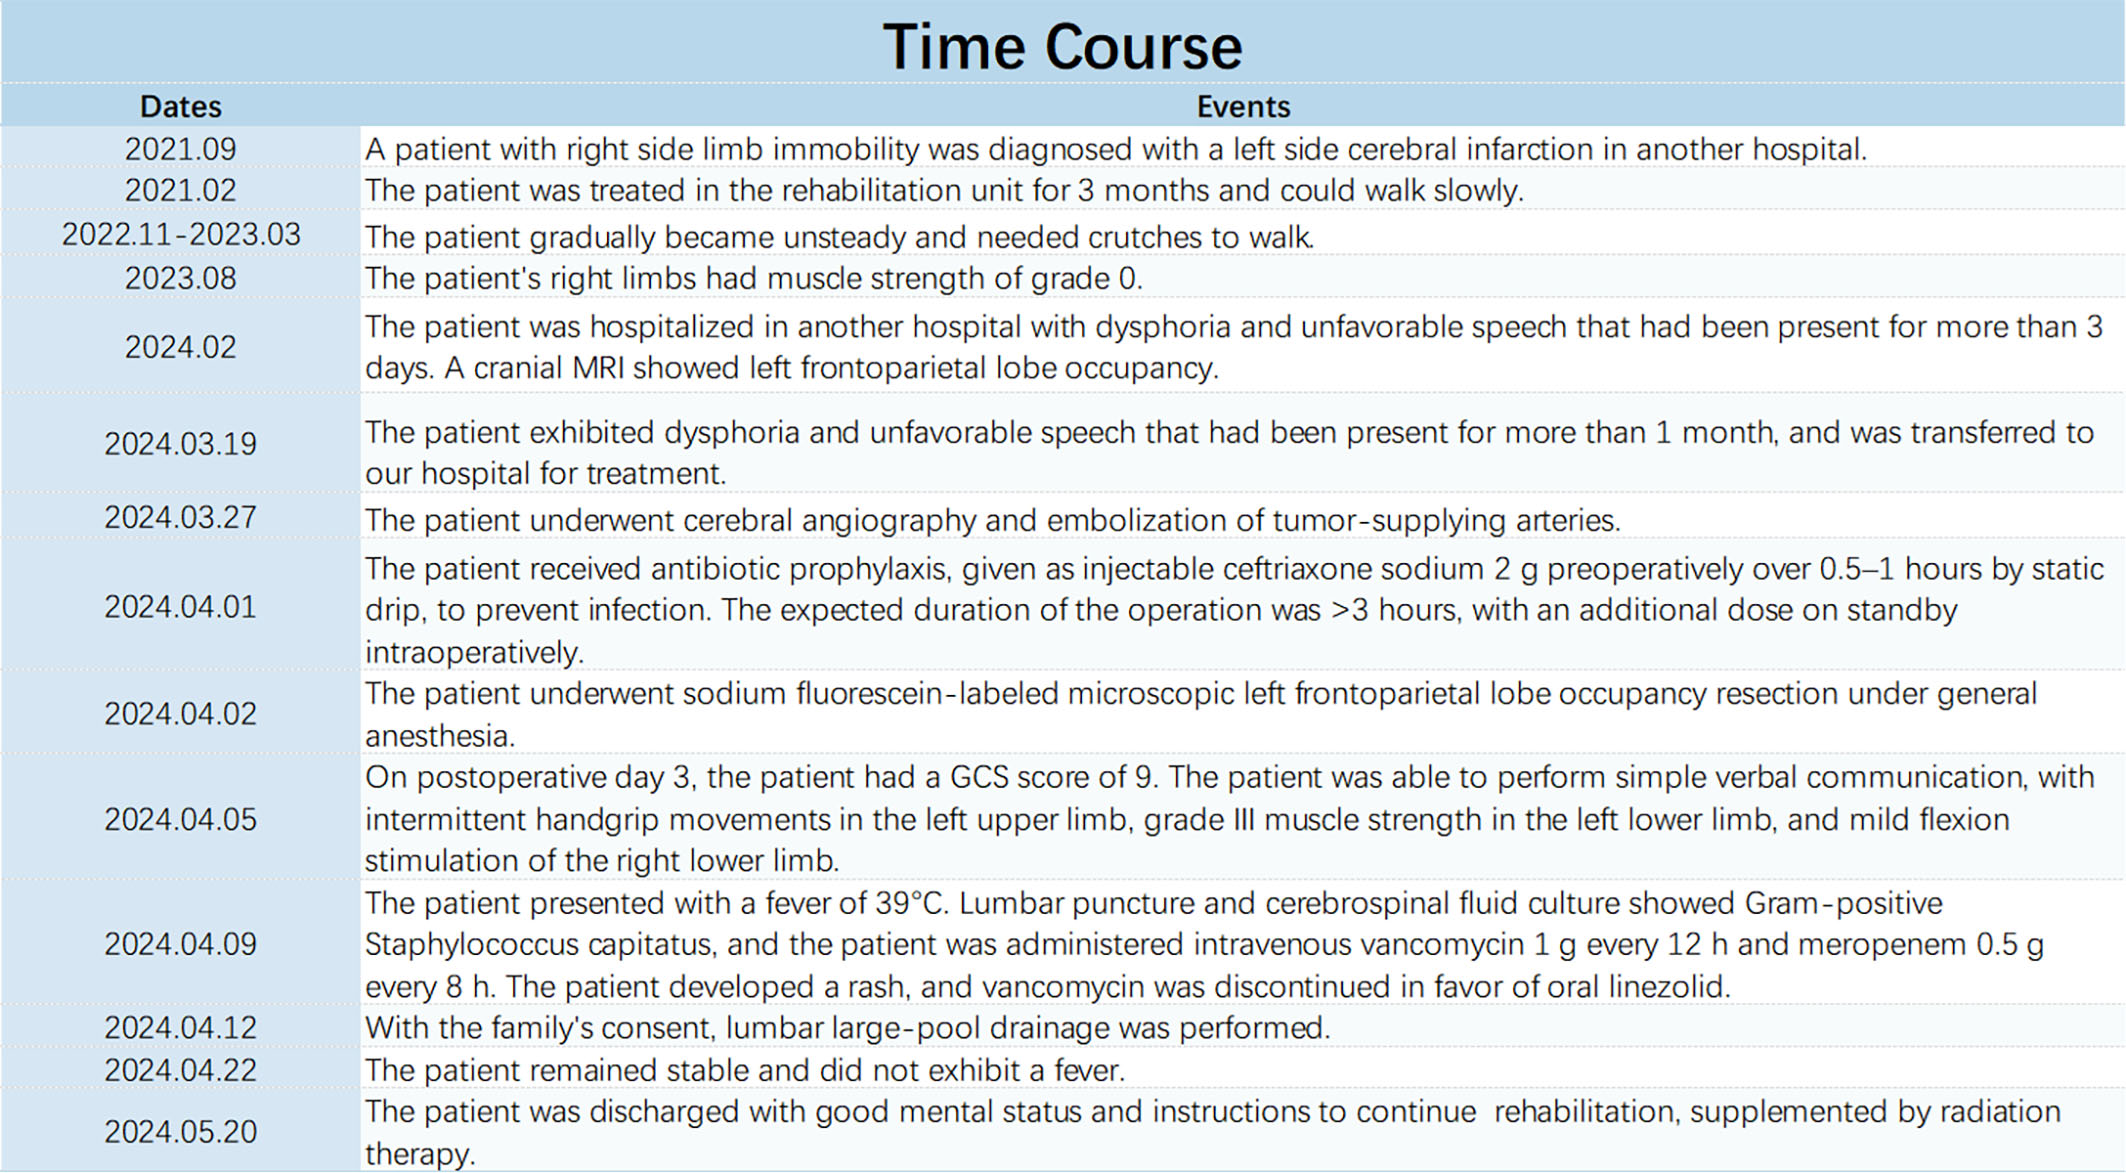 Time Course
Dates Events
2021.09 A patient with right side limb immobility was diagnosed with a left side cerebral infarction in another hospital.
2021.02 The patient was treated in the rehabilitation unit for 3 months and could walk slowly.
2022.11-2023.03 The patient gradually became unsteady and needed crutches to walk.
2023.08 The patient's right limbs had muscle strength of grade 0.
2024.02 The patient was hospitalized in another hospital with dysphoria and unfavorable speech that had been present for more than 3
days. A cranial MRI showed left frontoparietal lobe occupancy.
2024.03.19 The patient exhibited dysphoria and unfavorable speech that had been present for more than 1 month, and was transferred to
our hospital for treatment.
2024.03.27 The patient underwent cerebral angiography and embolization of tumor-supplying arteries.
2024.04.01 The patient received antibiotic prophylaxis, given as injectable ceftriaxone sodium 2 g preoperatively over 0.5–1 hours by static
drip, to prevent infection. The expected duration of the operation was >3 hours, with an additional dose on standby
intraoperatively.
2024.04.02 The patient underwent sodium fluorescein-labeled microscopic left frontoparietal lobe occupancy resection under general
anesthesia.
2024.04.05 On postoperative day 3, the patient had a GCS score of 9. The patient was able to perform simple verbal communication, with
intermittent handgrip movements in the left upper limb, grade III muscle strength in the left lower limb, and mild flexion
stimulation of the right lower limb.
2024.04.09 The patient presented with a fever of 39°C. Lumbar puncture and cerebrospinal fluid culture showed Gram-positive
Staphylococcus capitatus, and the patient was administered intravenous vancomycin 1 g every 12 h and meropenem 0.5 g
every 8 h. The patient developed a rash, and vancomycin was discontinued in favor of oral linezolid.
2024.04.12 With the family's consent, lumbar large-pool drainage was performed.
2024.04.22 The patient remained stable and did not exhibit a fever.
2024.05.20 The patient was discharged with good mental status and instructions to continue rehabilitation, supplemented by radiation
therapy.